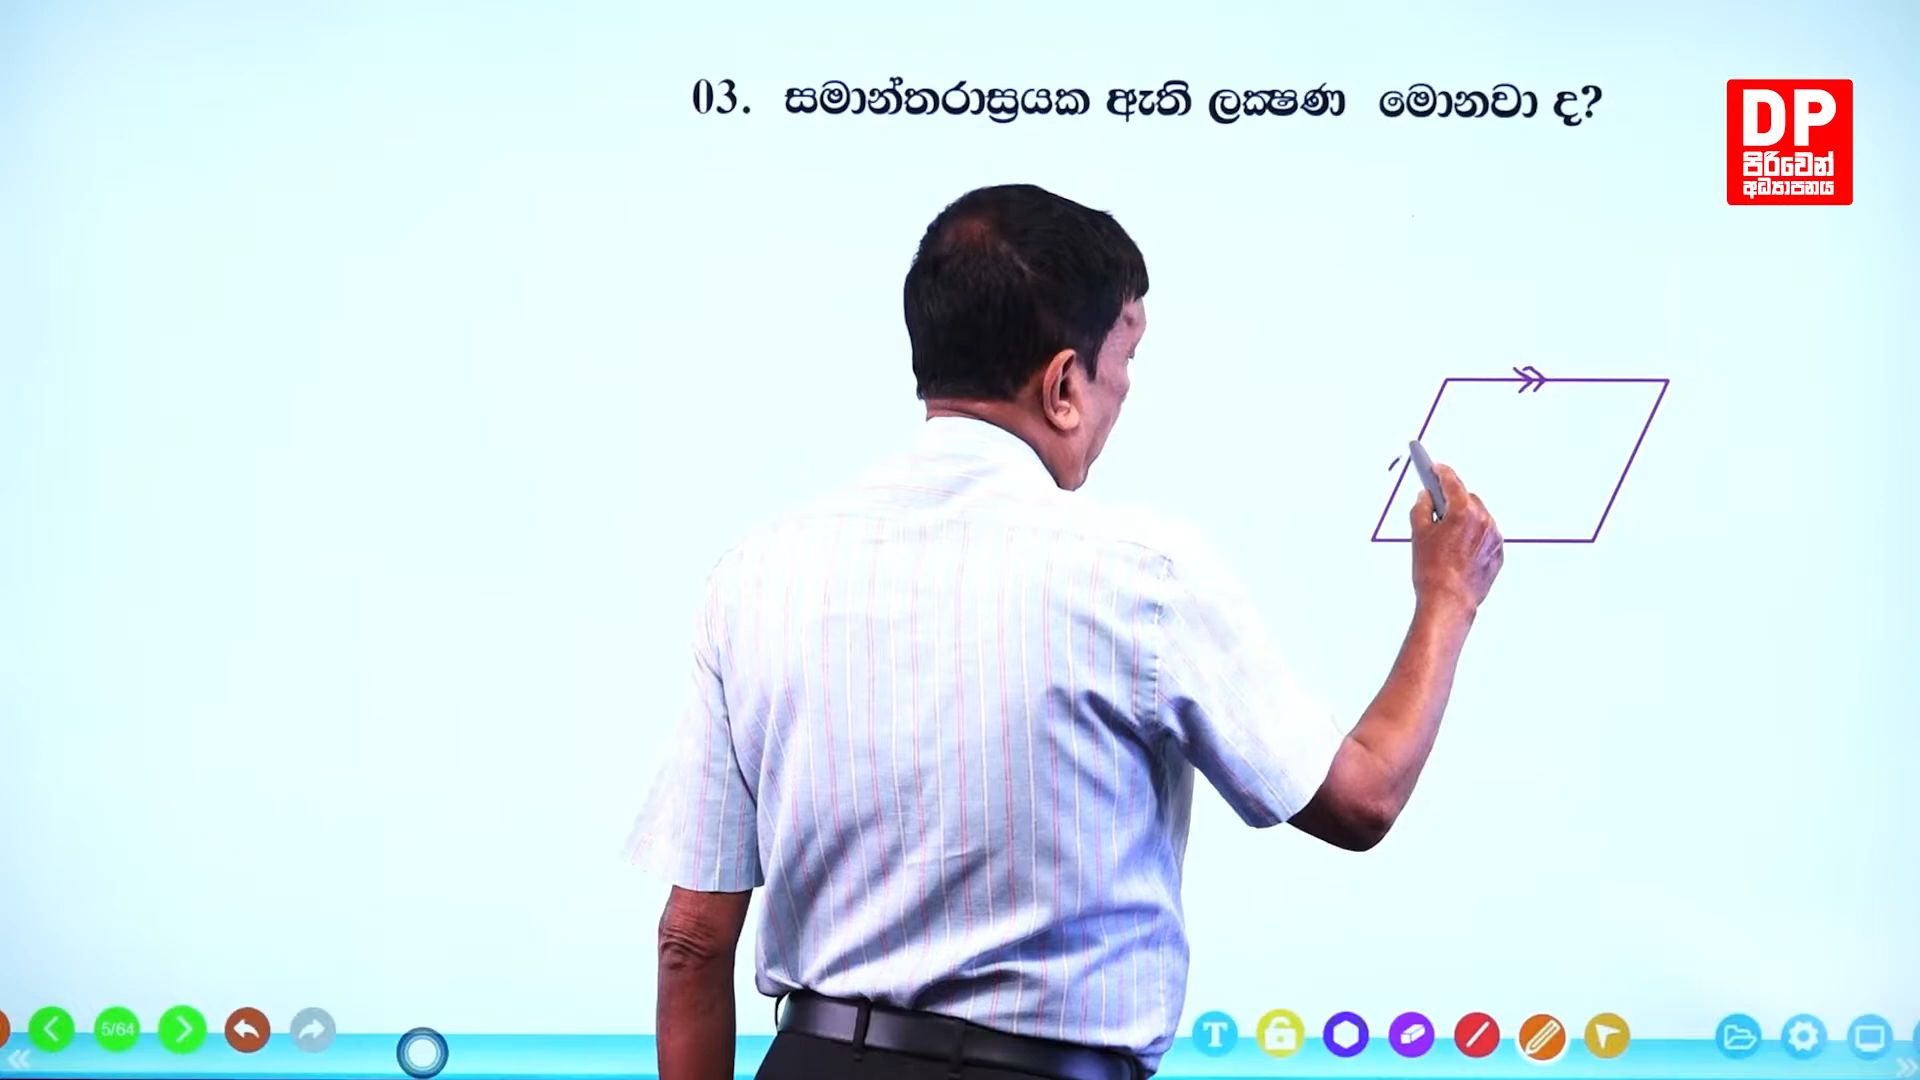 03. සමාන්තරාස්‍රයක ඇති ලක්‍ෂණ මොනවා ද?
DP
පිරිවෙන්
අධ්‍යාපනය
5/64
T